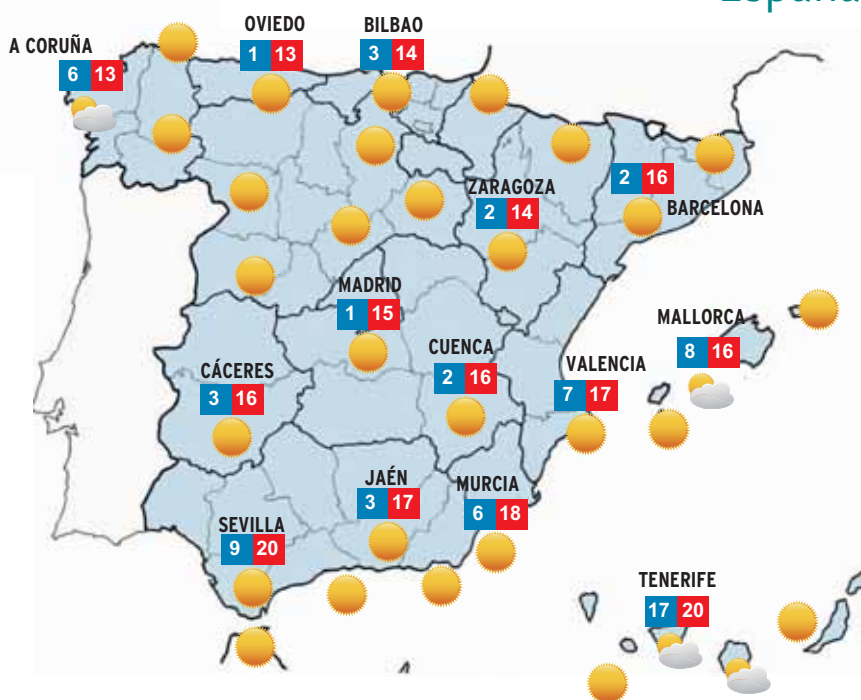 España
OVIEDO
1 13
BILBAO
3 14
A CORUÑA
6 13
ZARAGOZA
2 14
2 16
BARCELONA
MADRID
1 15
CUENCA
2 16
MALLORCA
8 16
CÁCERES
3 16
VALENCIA
7 17
JAÉN
3 17
MURCIA
6 18
SEVILLA
9 20
TENERIFE
17 20